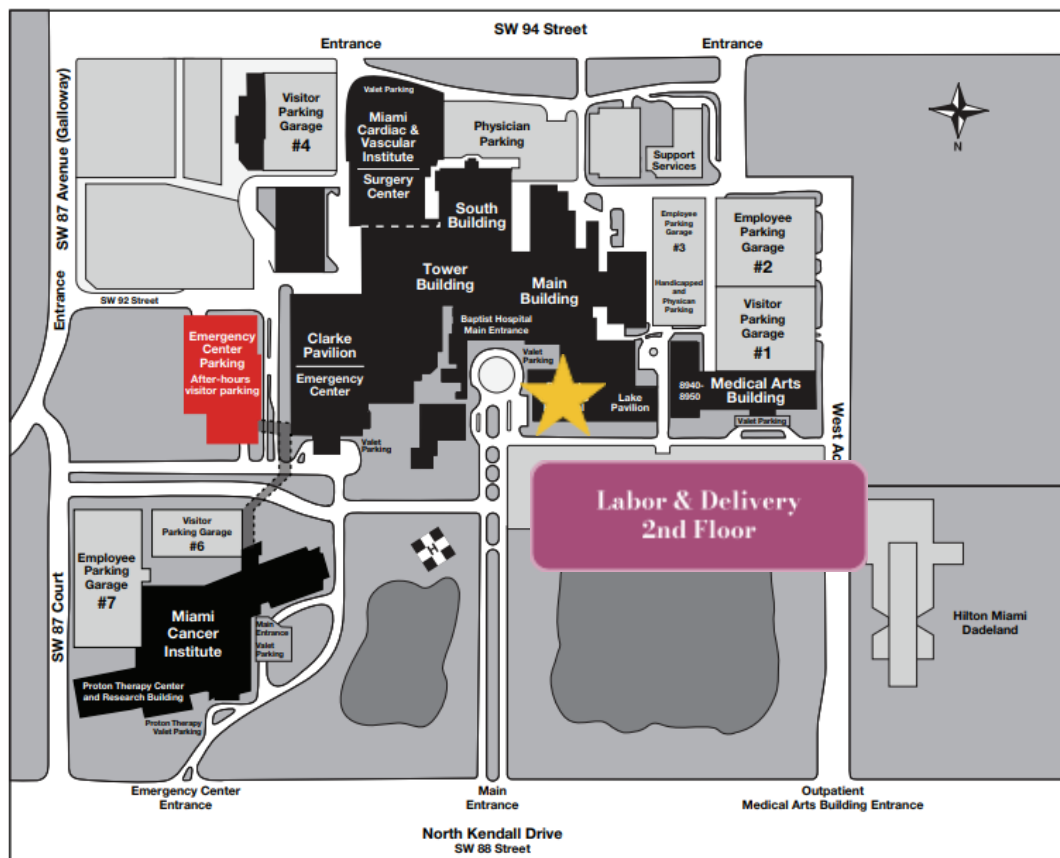 SW 94 Street
Entrance
Entrance
SW 87 Avenue (Galloway)
Valet Parking
Miami
Cardiac &
Vascular
Institute
Surgery
Center
Visitor
Parking
Garage
#4
Physician
Parking
Support
Services
N
South
Building
Employee
Parking
Garage
#3
Handicapped
and
Physican
Parking
Employee
Parking
Garage
#2
Tower
Building
Main
Building
Entrance
SW 92 Street
Baptist Hospital
Main Entrance
Visitor
Parking
Garage
#1
Emergency
Center
Parking
After-hours
visitor parking
Clarke
Pavilion
Emergency
Center
Valet
Parking
8940-
8950
Medical Arts
Building
Lake
Pavilion
Valet Parking
Valet
Parking
West Ac
Labor & Delivery
2nd Floor
SW 87 Court
Visitor
Parking Garage
#6
Employee
Parking
Garage
#7
H
Miami
Cancer
Institute
Main
Entrance
Valet
Parking
Hilton Miami
Dadeland
Proton Therapy Center
and Research Building
Proton Therapy
Valet Parking
Emergency Center
Entrance
Main
Entrance
Outpatient
Medical Arts Building Entrance
North Kendall Drive
SW 88 Street